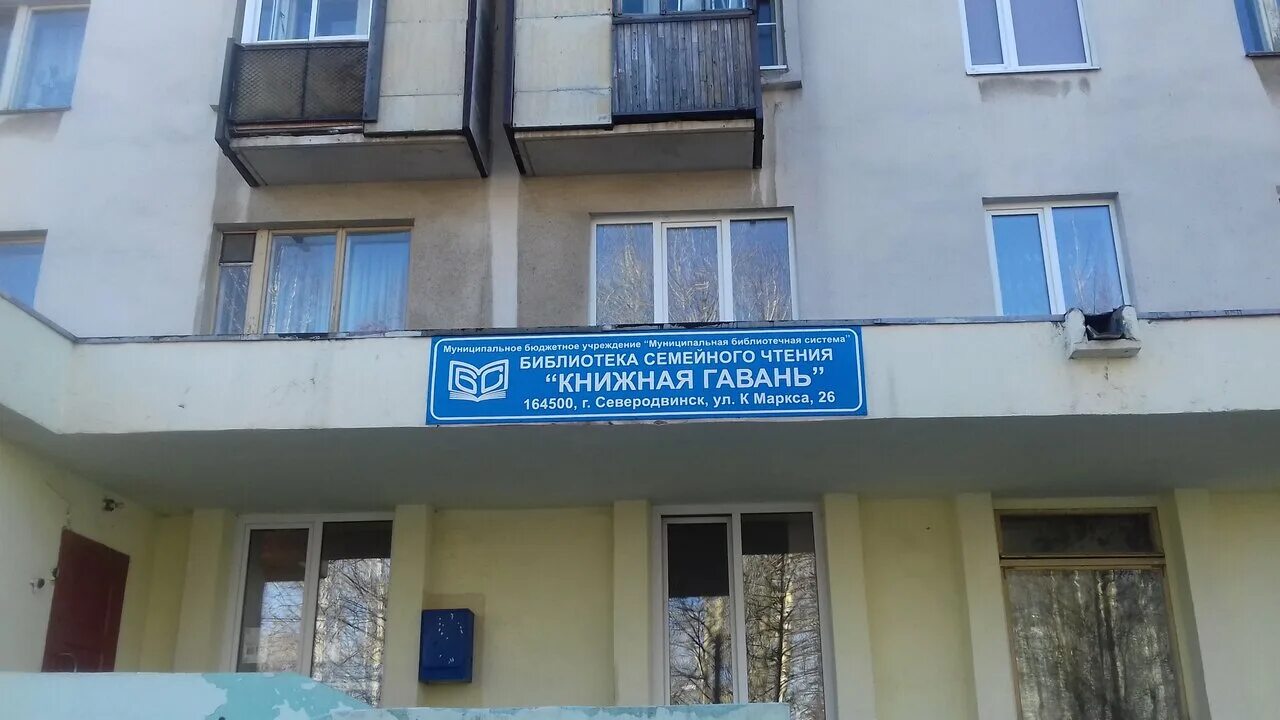 Муниципальное бюджетное учреждение "Муниципальная библиотечная система"
БИБЛИОТЕКА СЕМЕЙНОГО ЧТЕНИЯ
"КНИЖНАЯ ГАВАНЬ"
164500, г. Северодвинск, ул. К Маркса, 26